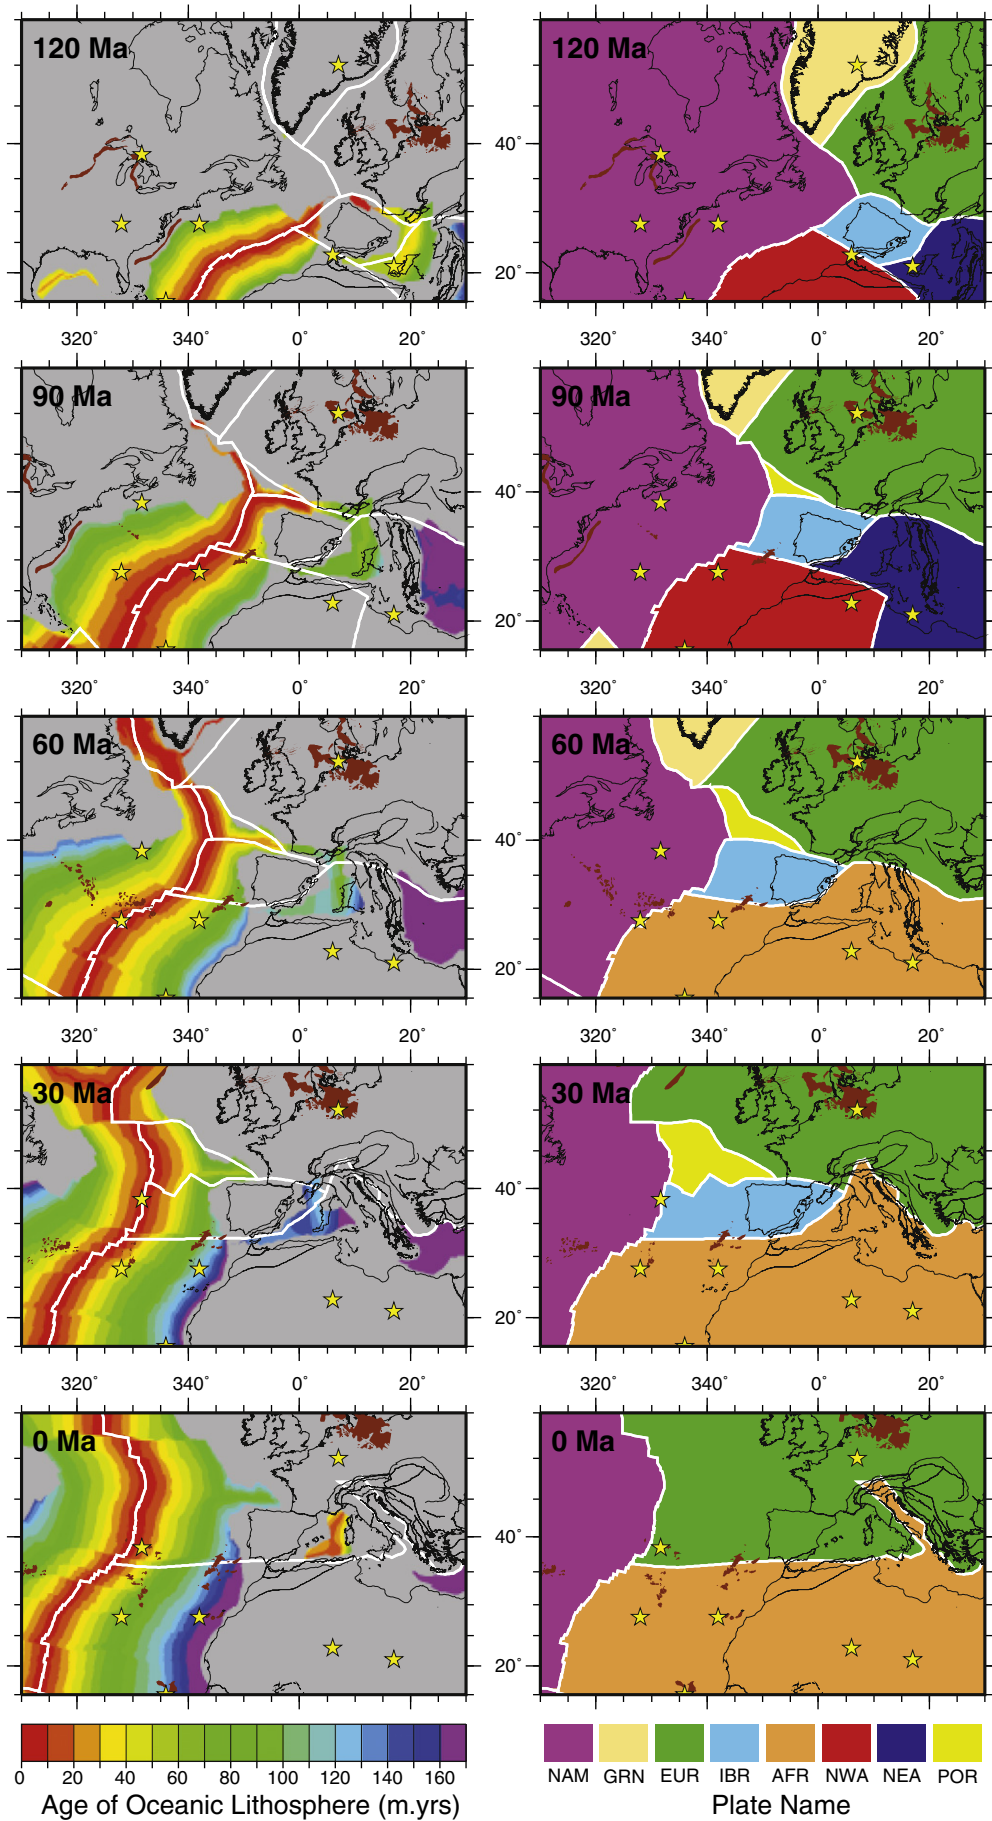 120 Ma 120 Ma
40˚
20˚
320˚ 340˚ 0˚ 20˚ 320˚ 340˚ 0˚ 20˚
90 Ma 90 Ma
40˚
20˚
320˚ 340˚ 0˚ 20˚ 320˚ 340˚ 0˚ 20˚
60 Ma 60 Ma
40˚
20˚
320˚ 340˚ 0˚ 20˚ 320˚ 340˚ 0˚ 20˚
30 Ma 30 Ma
40˚
20˚
320˚ 340˚ 0˚ 20˚ 320˚ 340˚ 0˚ 20˚
0 Ma 0 Ma
40˚
20˚
0 20 40 60 80 100 120 140 160
Age of Oceanic Lithosphere (m.yrs)
NAM GRN EUR IBR AFR NWA NEA POR
Plate Name